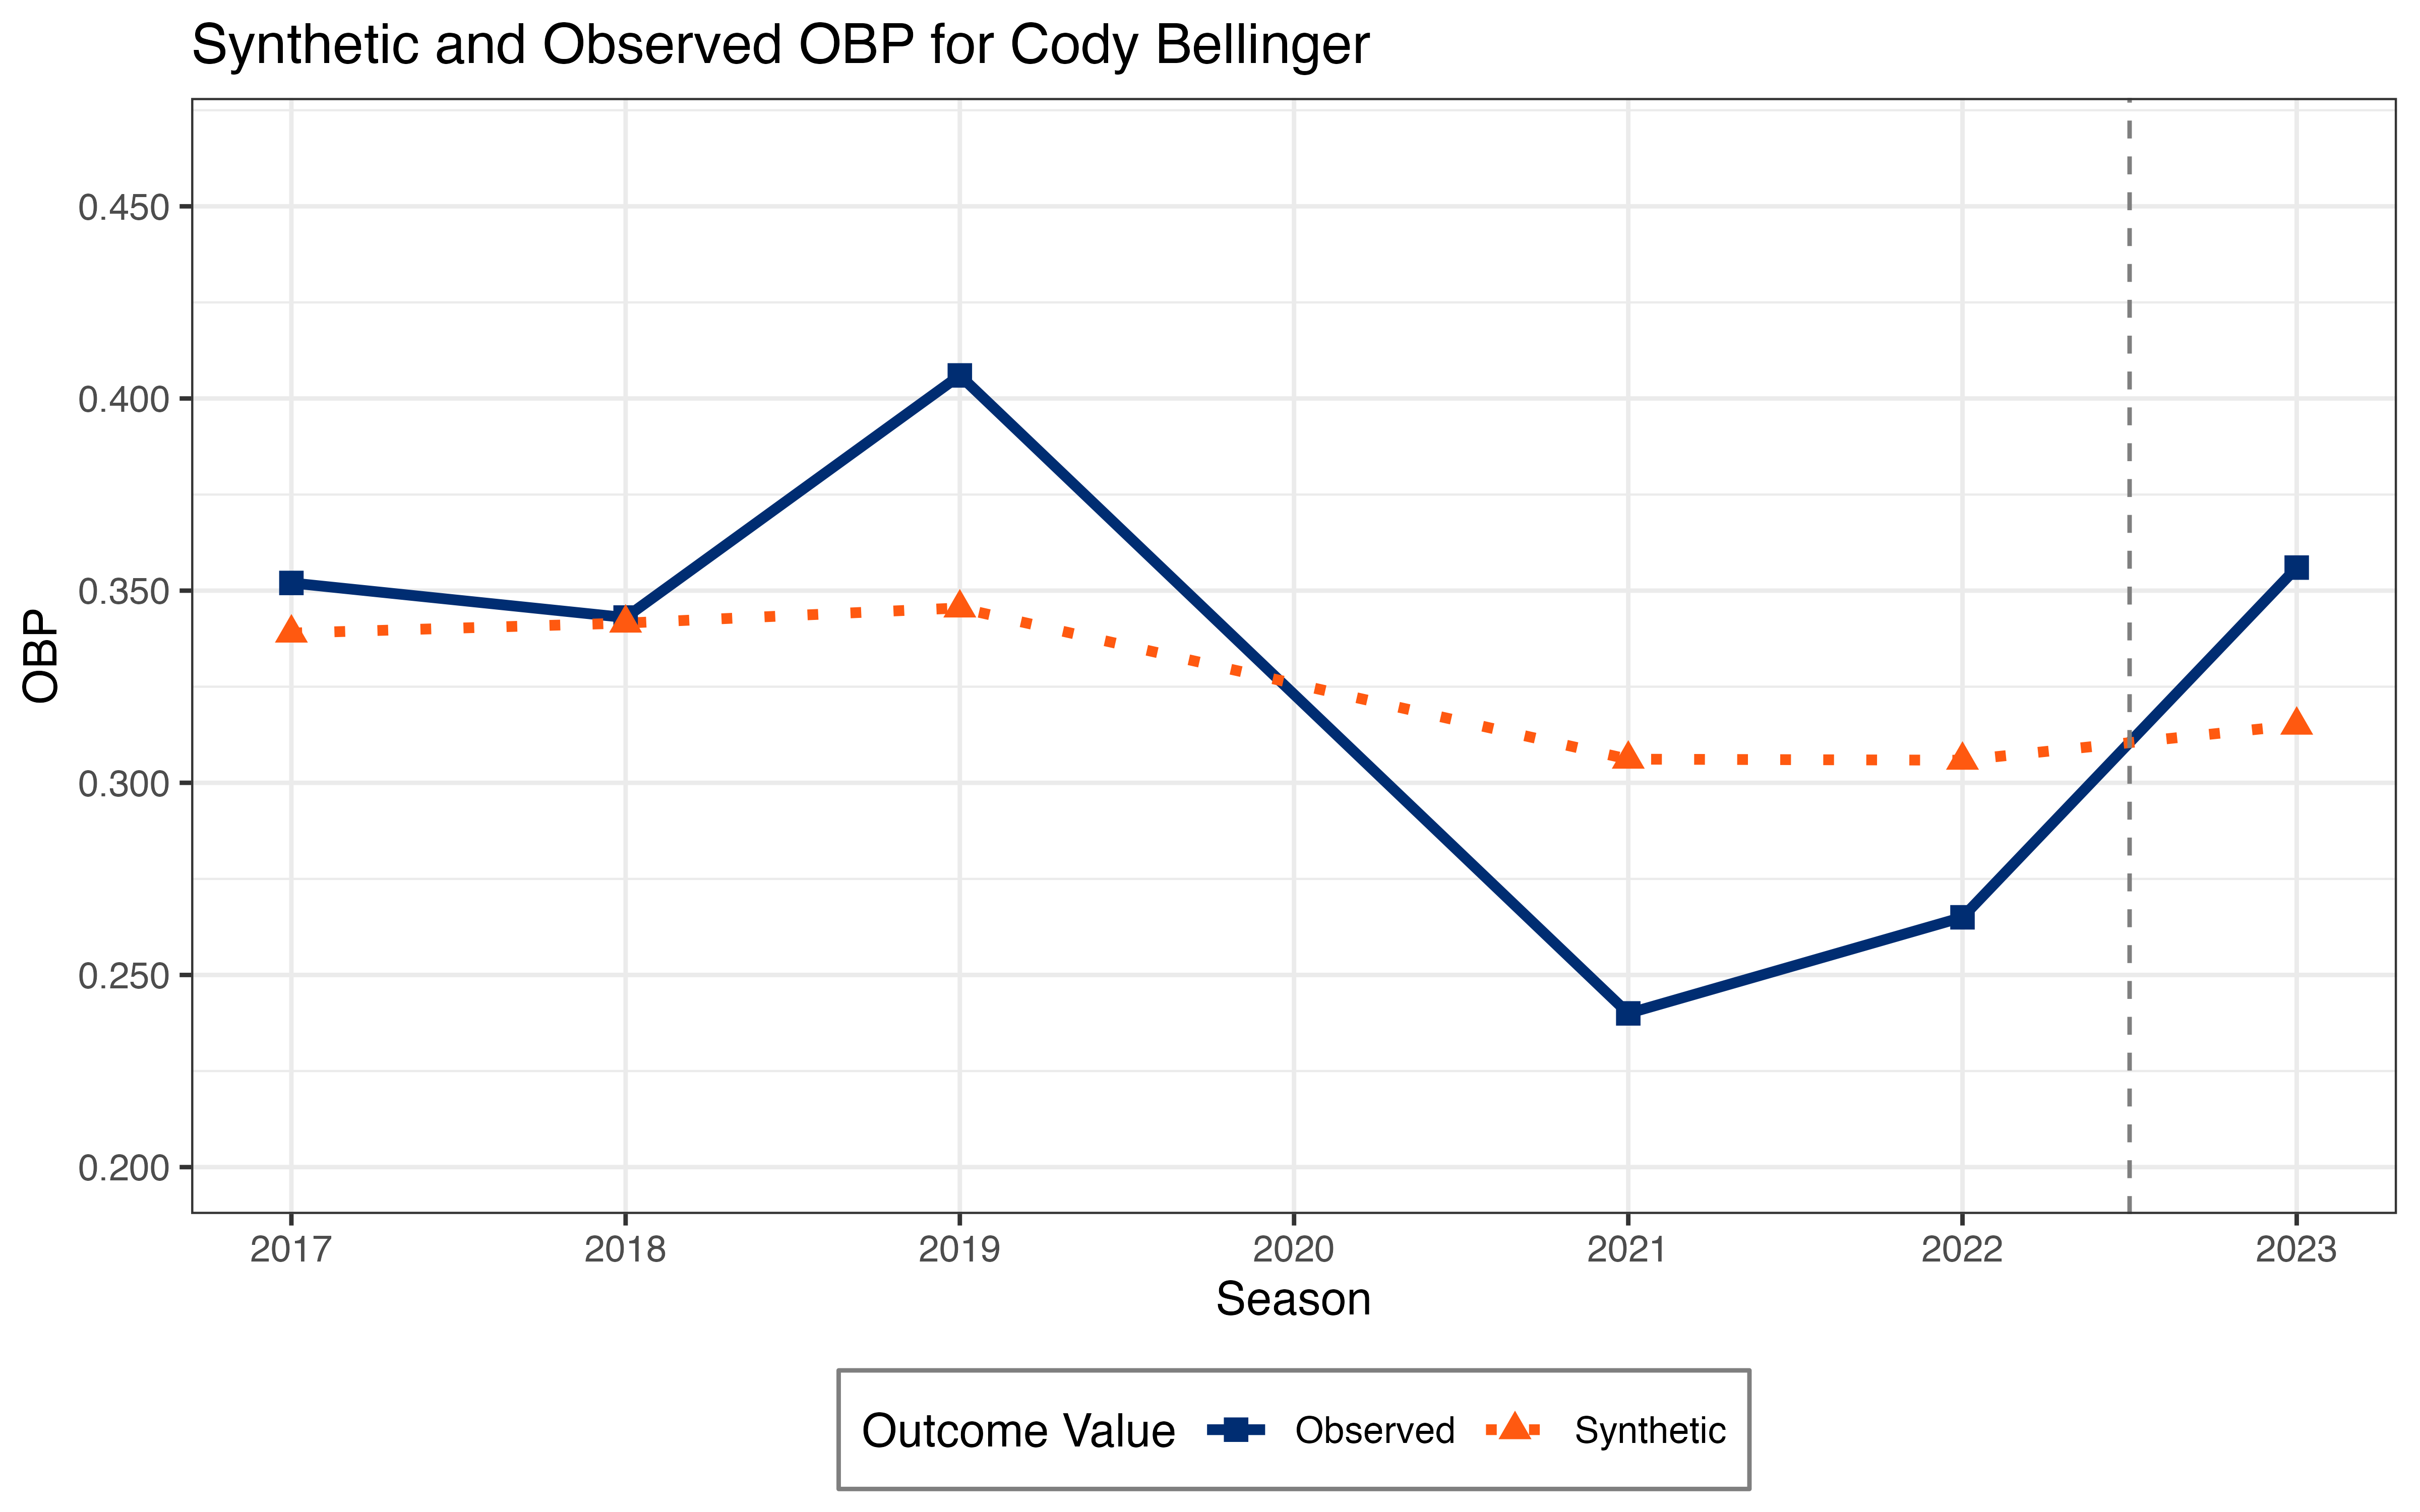 Synthetic and Observed OBP for Cody Bellinger
0.450
0.400
0.350
0.300
0.250
0.200
OBP
2017 2018 2019 2020 2021 2022 2023
Season
Outcome Value Observed Synthetic